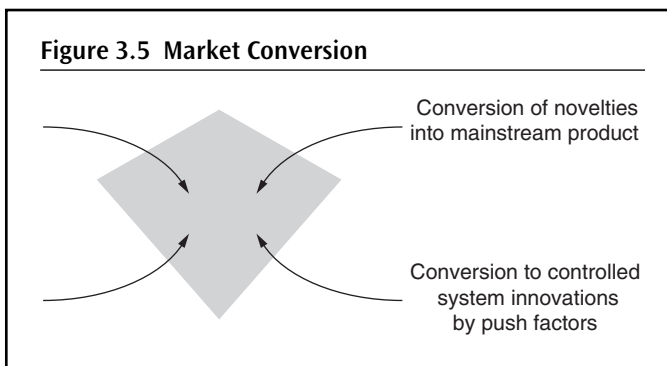 Figure 3.5 Market Conversion
Conversion of novelties
into mainstream product
Conversion to controlled
system innovations
by push factors